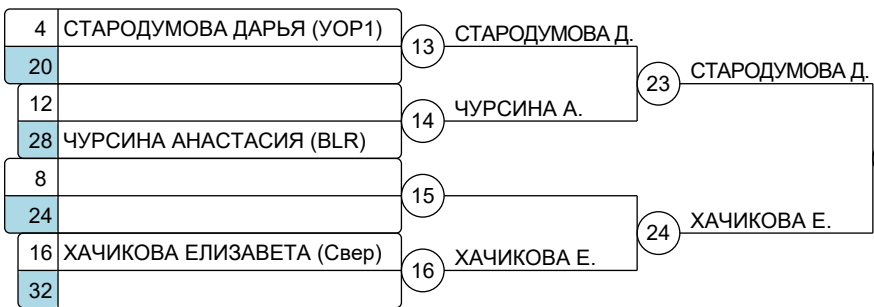 4 СТАРОДУМОВА ДАРЬЯ (УОР1)
20
13 СТАРОДУМОВА Д.
12
28 ЧУРСИНА АНАСТАСИЯ (BLR)
14 ЧУРСИНА А.
23 СТАРОДУМОВА Д.
8
24
15
16 ХАЧИКОВА ЕЛИЗАВЕТА (Свер)
32
16 ХАЧИКОВА Е.
24 ХАЧИКОВА Е.